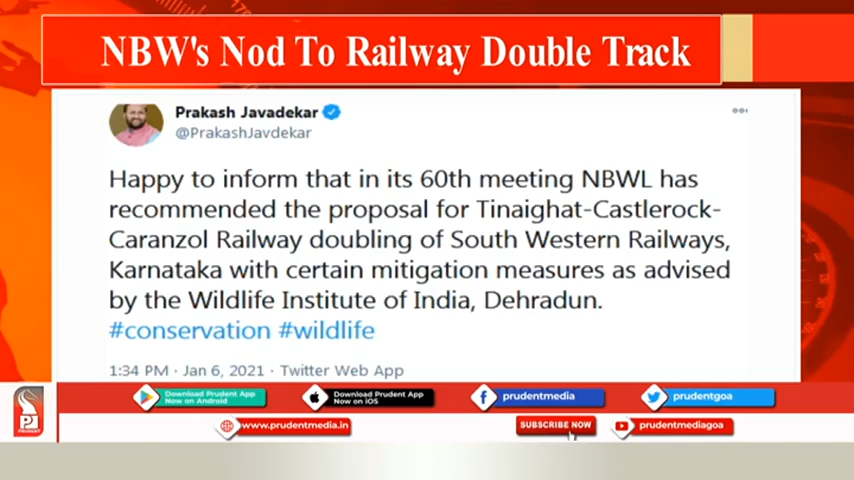 NBW's Nod To Railway Double Track
Prakash Javadekar
@PrakashJavdekar
Happy to inform that in its 60th meeting NBWL has
recommended the proposal for Tinaighat-Castlerock-
Caranzol Railway doubling of South Western Railways,
Karnataka with certain mitigation measures as advised
by the Wildlife Institute of India, Dehradun.
#conservation #wildlife
1:34 PM · Jan 6, 2021 · Twitter Web App
Download Prudent App
Now on Android
Download Prudent App
Now on iOS
prudentmedia
prudentgoa
PRUDENT
www.prudentmedia.in
SUBSCRIBE NOW
prudentmediagoa